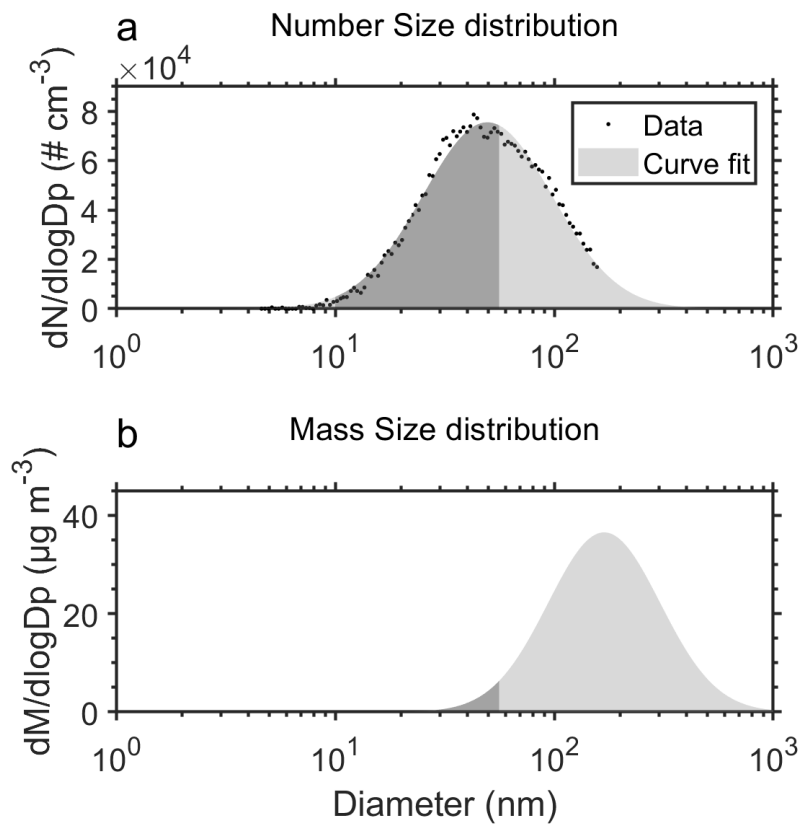 a Number Size distribution
×10^4
dN/dlogDp (# cm^-3)
8
6
4
2
0
Data
Curve fit
10^0 10^1 10^2 10^3
b Mass Size distribution
dM/dlogDp (μg m^-3)
40
20
0
10^0 10^1 10^2 10^3
Diameter (nm)